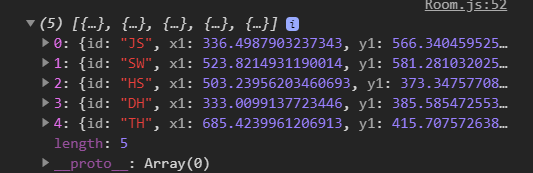 Room.js:52
(5) [{…}, {…}, {…}, {…}, {…}] i
0: {id: "JS", x1: 336.4987903237343, y1: 566.340459525…
1: {id: "SW", x1: 523.8214931190014, y1: 581.281032025…
2: {id: "HS", x1: 503.23956203460693, y1: 373.34757708…
3: {id: "DH", x1: 333.0099137723446, y1: 385.585472553…
4: {id: "TH", x1: 685.4239961206913, y1: 415.707572638…
length: 5
__proto__: Array(0)